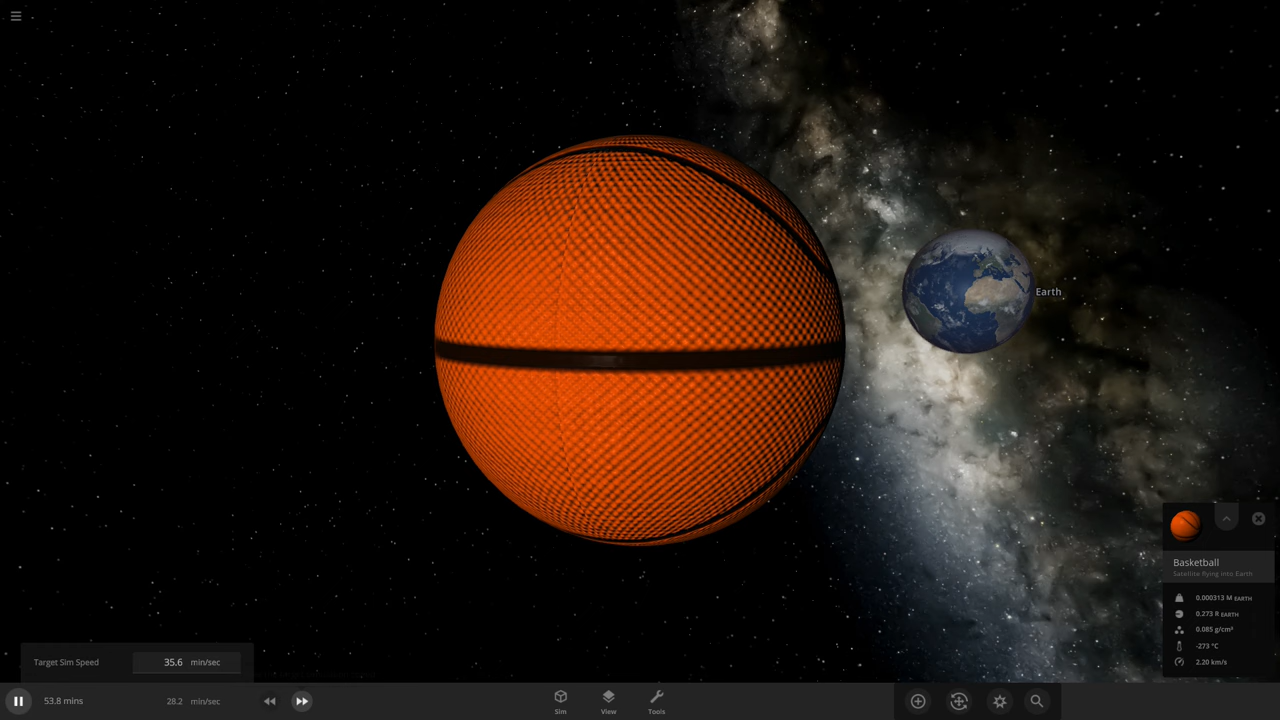 Earth
Basketball
Satellite flying into Earth
0.000313 M EARTH
0.273 R EARTH
0.085 g/cm³
-273 °C
2.20 km/s
Target Sim Speed 35.6 min/sec
53.8 mins 28.2 min/sec
Sim View Tools